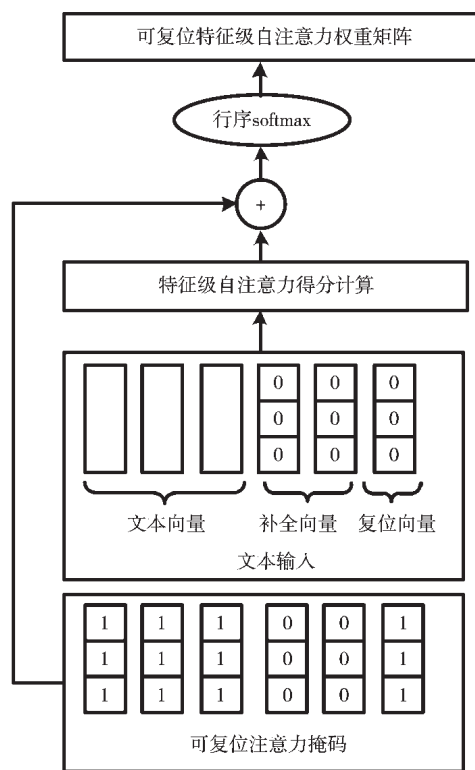 可复位特征级自注意力权重矩阵
行序softmax
+
特征级自注意力得分计算
0 0 0
0 0 0
0 0 0
文本向量 补全向量 复位向量
文本输入
1 1 1 0 0 1
1 1 1 0 0 1
1 1 1 0 0 1
可复位注意力掩码